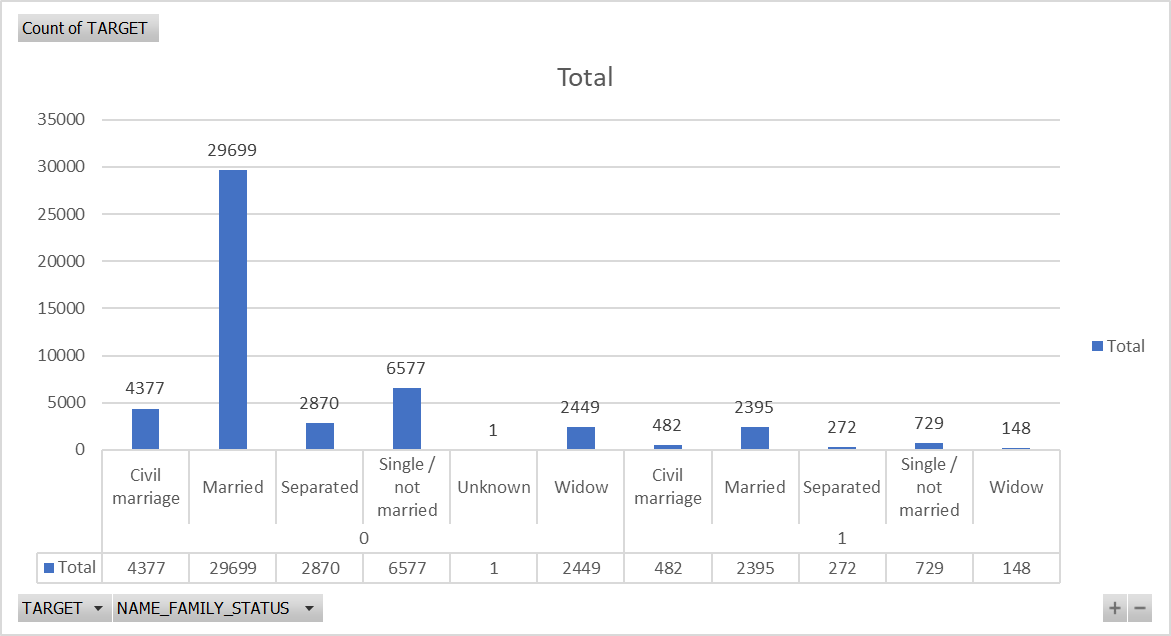 Count of TARGET
Total
35000
30000
25000
20000
15000
10000
5000
0
4377
29699
2870
6577
1
2449
482
2395
272
729
148
Civil marriage
Married
Separated
Single / not married
Unknown
Widow
Civil marriage
Married
Separated
Single / not married
Widow
0
1
Total 4377 29699 2870 6577 1 2449 482 2395 272 729 148
Total
TARGET NAME_FAMILY_STATUS + −